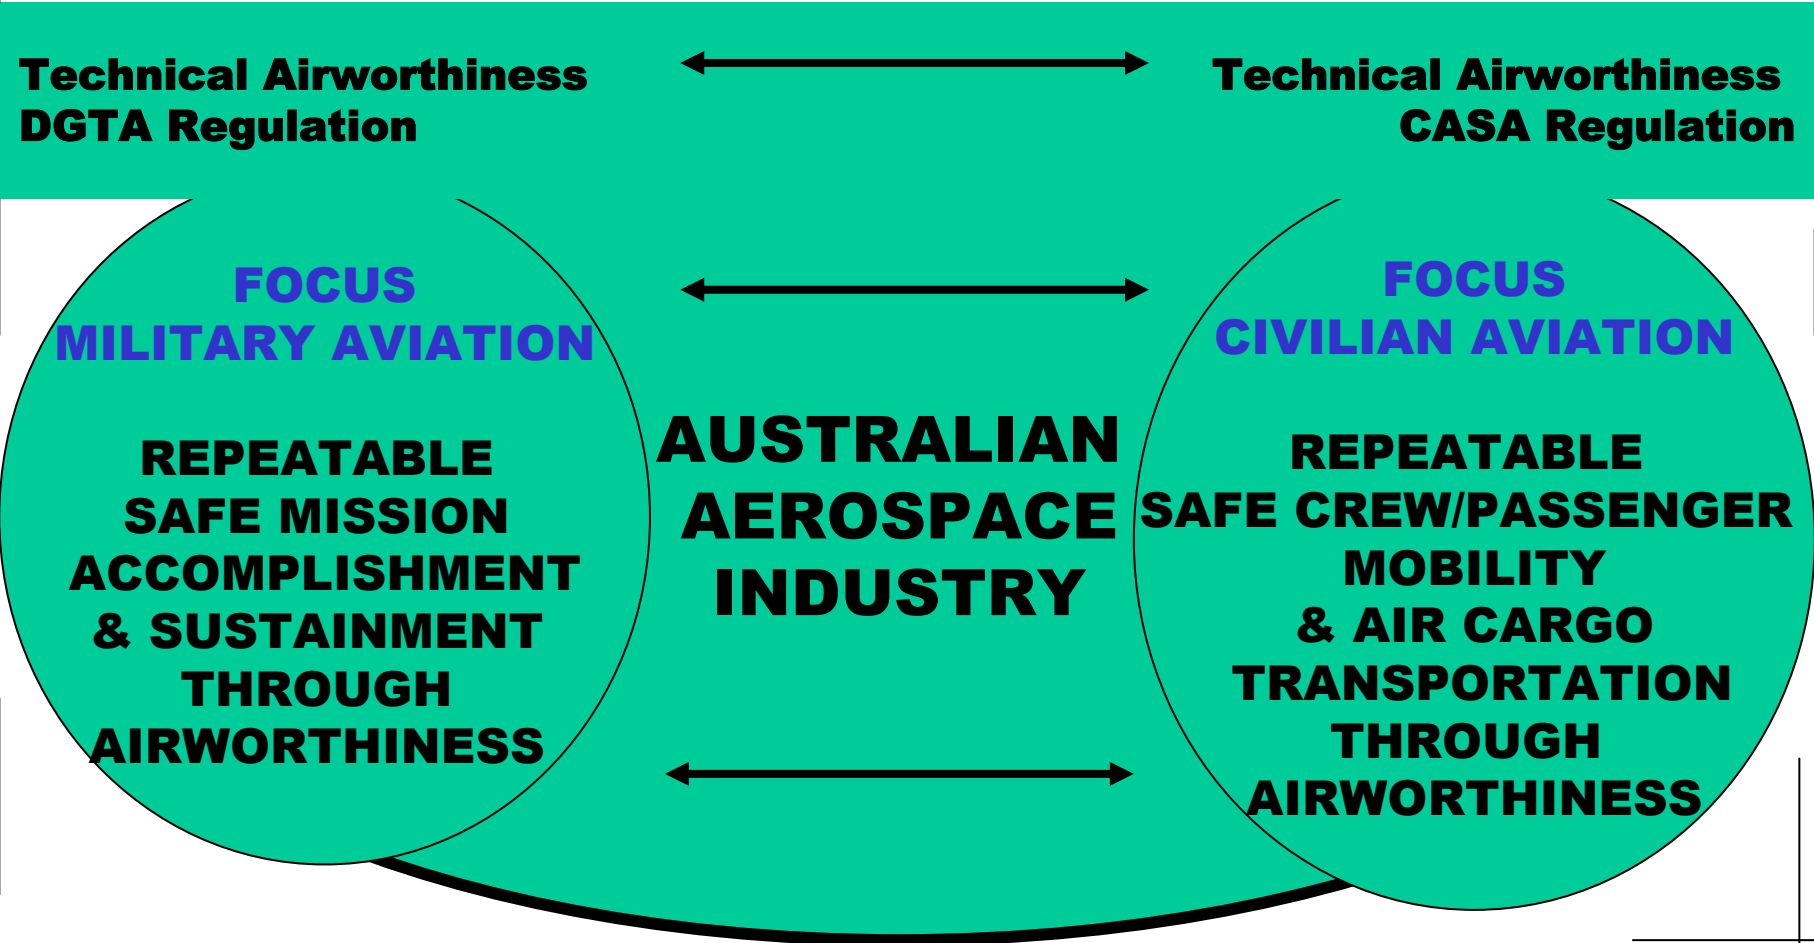 Technical Airworthiness
DGTA Regulation
Technical Airworthiness
CASA Regulation
FOCUS
MILITARY AVIATION
REPEATABLE
SAFE MISSION
ACCOMPLISHMENT
& SUSTAINMENT
THROUGH
AIRWORTHINESS
AUSTRALIAN
AEROSPACE
INDUSTRY
FOCUS
CIVILIAN AVIATION
REPEATABLE
SAFE CREW/PASSENGER
MOBILITY
& AIR CARGO
TRANSPORTATION
THROUGH
AIRWORTHINESS